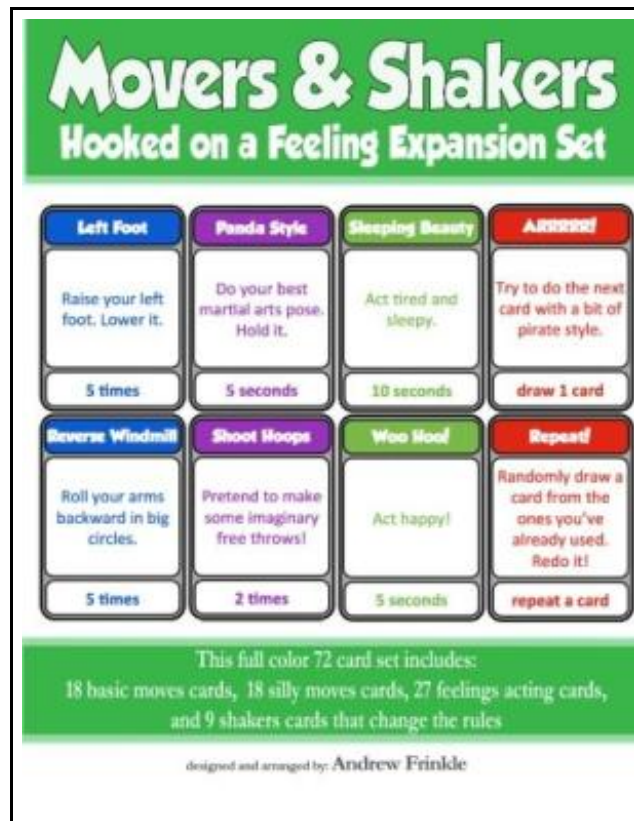 Movers & Shakers
Hooked on a Feeling Expansion Set
Left Foot
Raise your left
foot. Lower it.
5 times
Panda Style
Do your best
martial arts pose.
Hold it.
5 seconds
Sleeping Beauty
Act tired and
sleepy.
10 seconds
ARRRRR!
Try to do the next
card with a bit of
pirate style.
draw 1 card
Reverse Windmill
Roll your arms
backward in big
circles.
5 times
Shoot Hoops
Pretend to make
some imaginary
free throws!
2 times
Woo Hoo!
Act happy!
5 seconds
Repeat!
Randomly draw a
card from the
ones you've
already used.
Redo it!
repeat a card
This full color 72 card set includes:
18 basic moves cards, 18 silly moves cards, 27 feelings acting cards,
and 9 shakers cards that change the rules
designed and arranged by: Andrew Frinkle